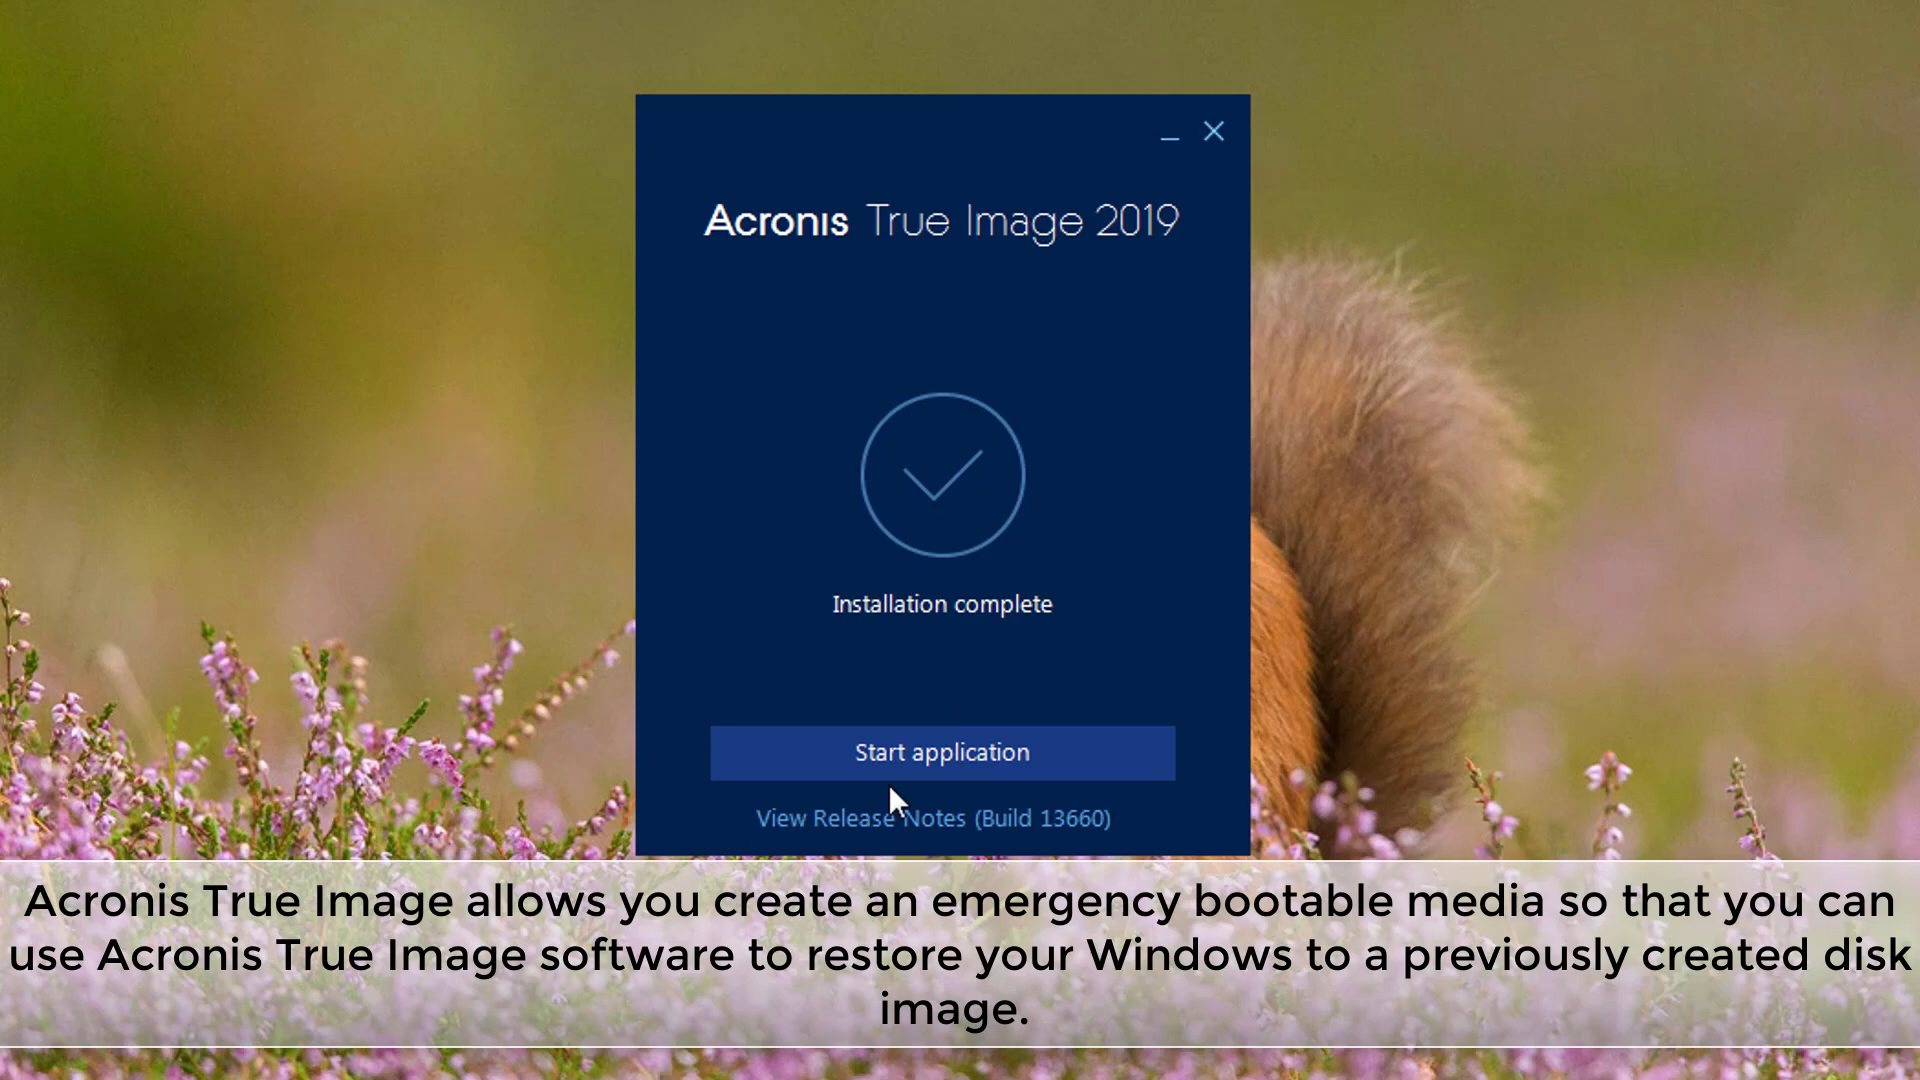 Acronis True Image 2019
Installation complete
Start application
View Release Notes (Build 13660)
Acronis True Image allows you create an emergency bootable media so that you can
use Acronis True Image software to restore your Windows to a previously created disk
image.